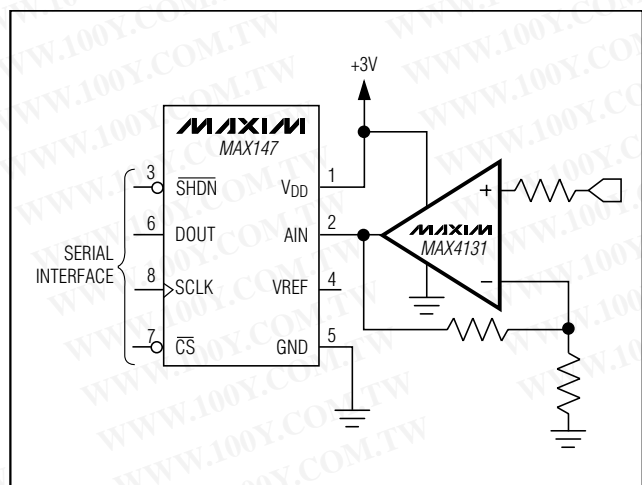 +3V
MAXIM
MAX147
3
SHDN
1
VDD
6
DOUT
2
AIN
8
SCLK
4
VREF
7
CS
5
GND
SERIAL
INTERFACE
+
MAXIM
MAX4131
−
WWW.100Y.COM.TW